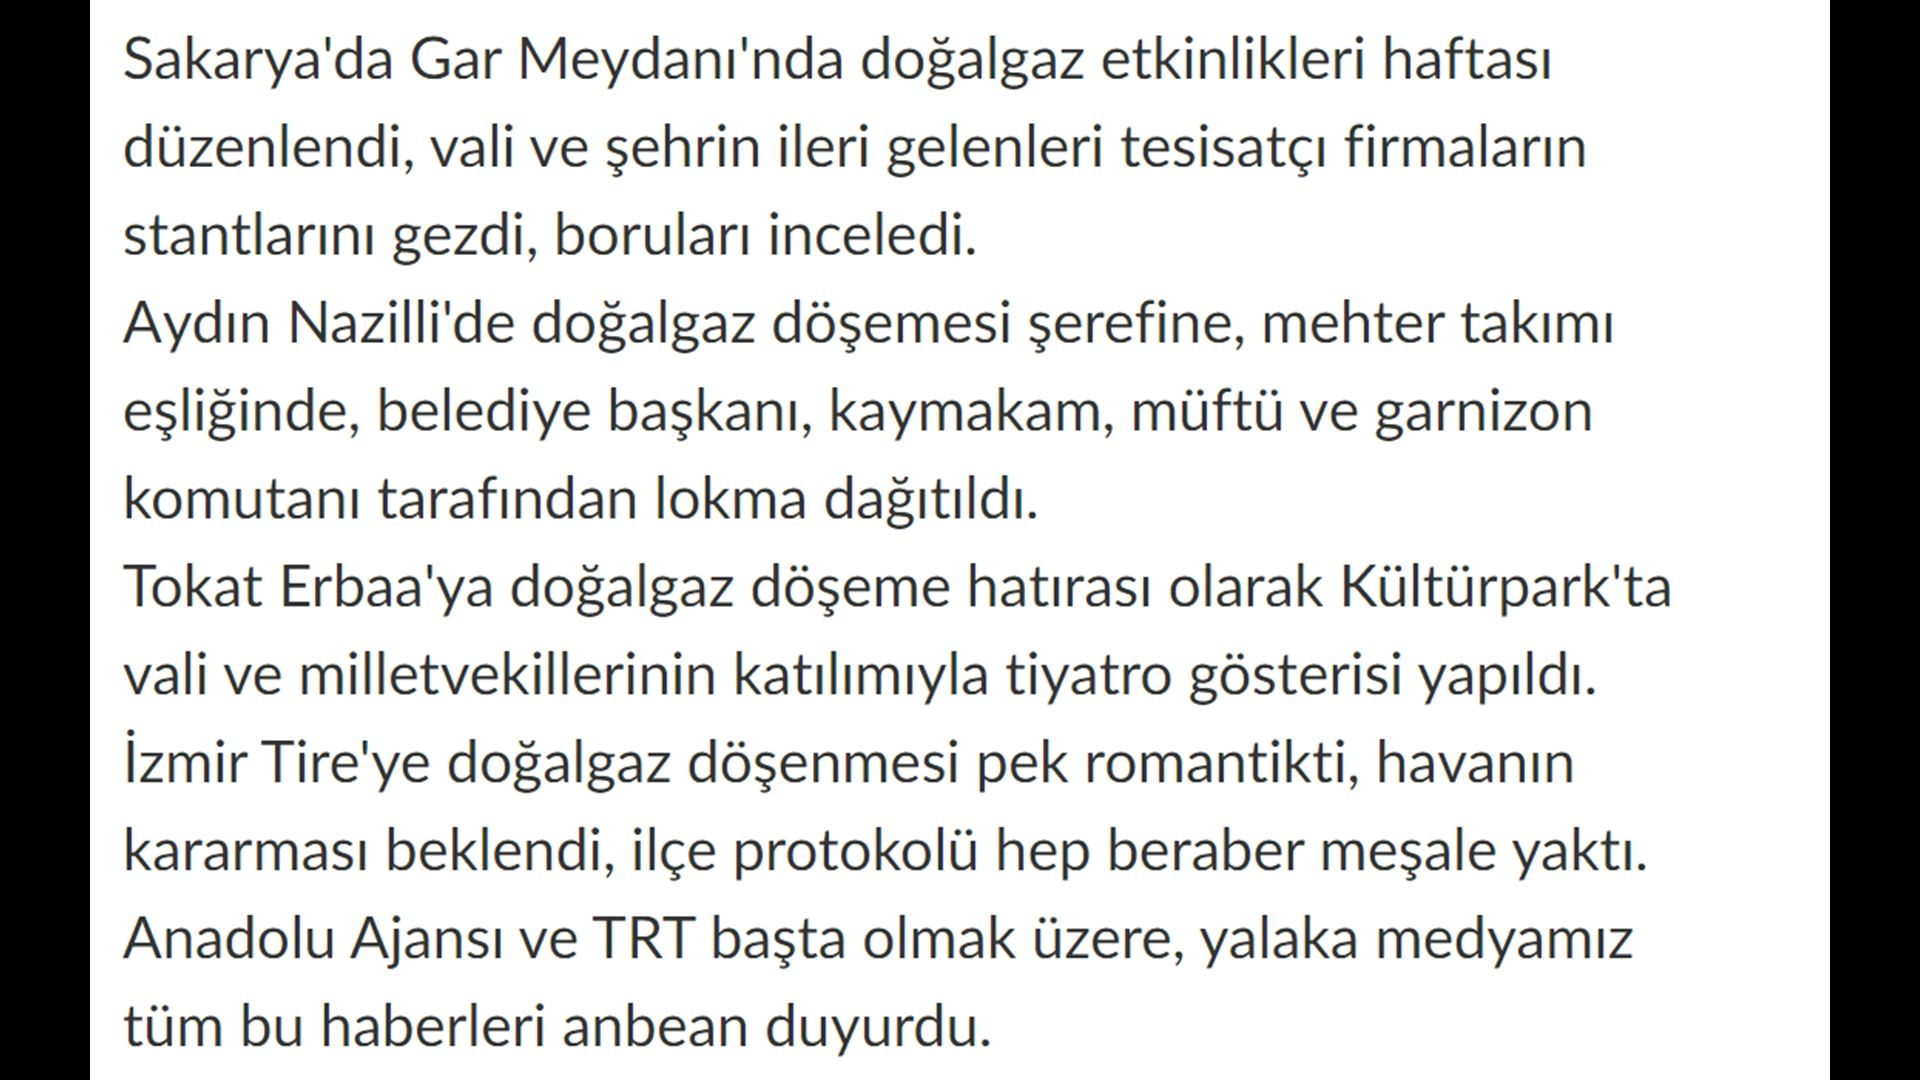 Sakarya'da Gar Meydanı'nda doğalgaz etkinlikleri haftası
düzenlendi, vali ve şehrin ileri gelenleri tesisatçı firmaların
stantlarını gezdi, boruları inceledi.
Aydın Nazilli'de doğalgaz döşemesi şerefine, mehter takımı
eşliğinde, belediye başkanı, kaymakam, müftü ve garnizon
komutanı tarafından lokma dağıtıldı.
Tokat Erbaa'ya doğalgaz döşeme hatırası olarak Kültürpark'ta
vali ve milletvekillerinin katılımıyla tiyatro gösterisi yapıldı.
İzmir Tire'ye doğalgaz döşenmesi pek romantikti, havanın
kararması beklendi, ilçe protokolü hep beraber meşale yaktı.
Anadolu Ajansı ve TRT başta olmak üzere, yalaka medyamız
tüm bu haberleri anbean duyurdu.